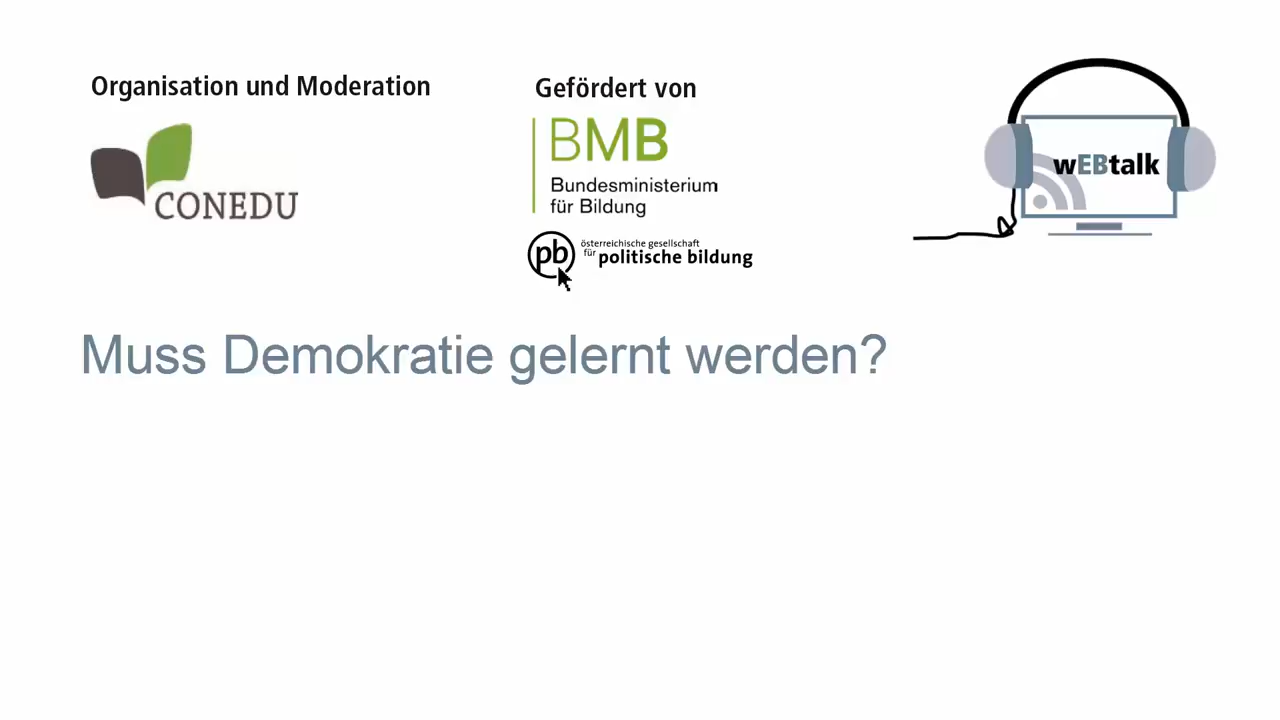 Organisation und Moderation
CONEDU
Gefördert von
BMB
Bundesministerium
für Bildung
pb
österreichische gesellschaft
für politische bildung
wEBtalk
Muss Demokratie gelernt werden?